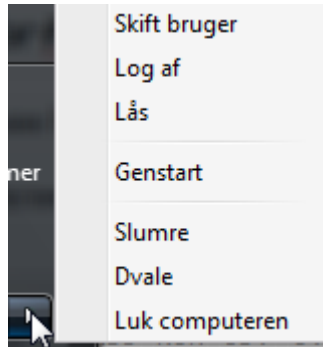 Skift bruger
Log af
Lås
Genstart
Slumre
Dvale
Luk computeren